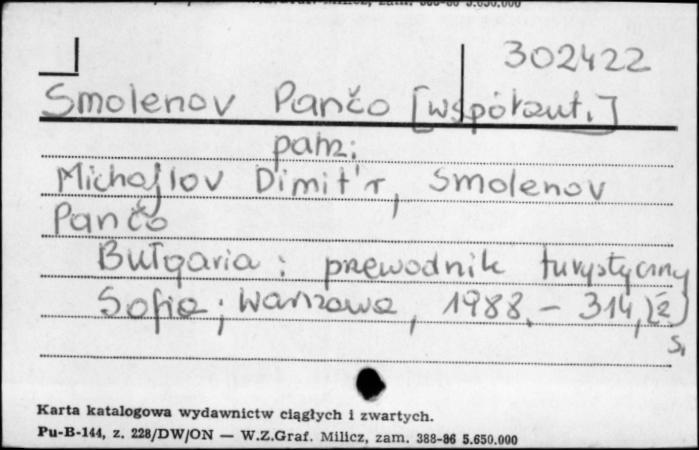 302422
Smolenov Pančo [współaut.]
patrz:
Michajlov Dimit'r, Smolenov
Pančo
Bułgaria : przewodnik turystyczny
Sofia ; Warszawa, 1988. - 314, [2]
s.
Karta katalogowa wydawnictw ciągłych i zwartych.
Pu-B-144, z. 228/DW/ON — W.Z.Graf. Milicz, zam. 388-86 5.650.000